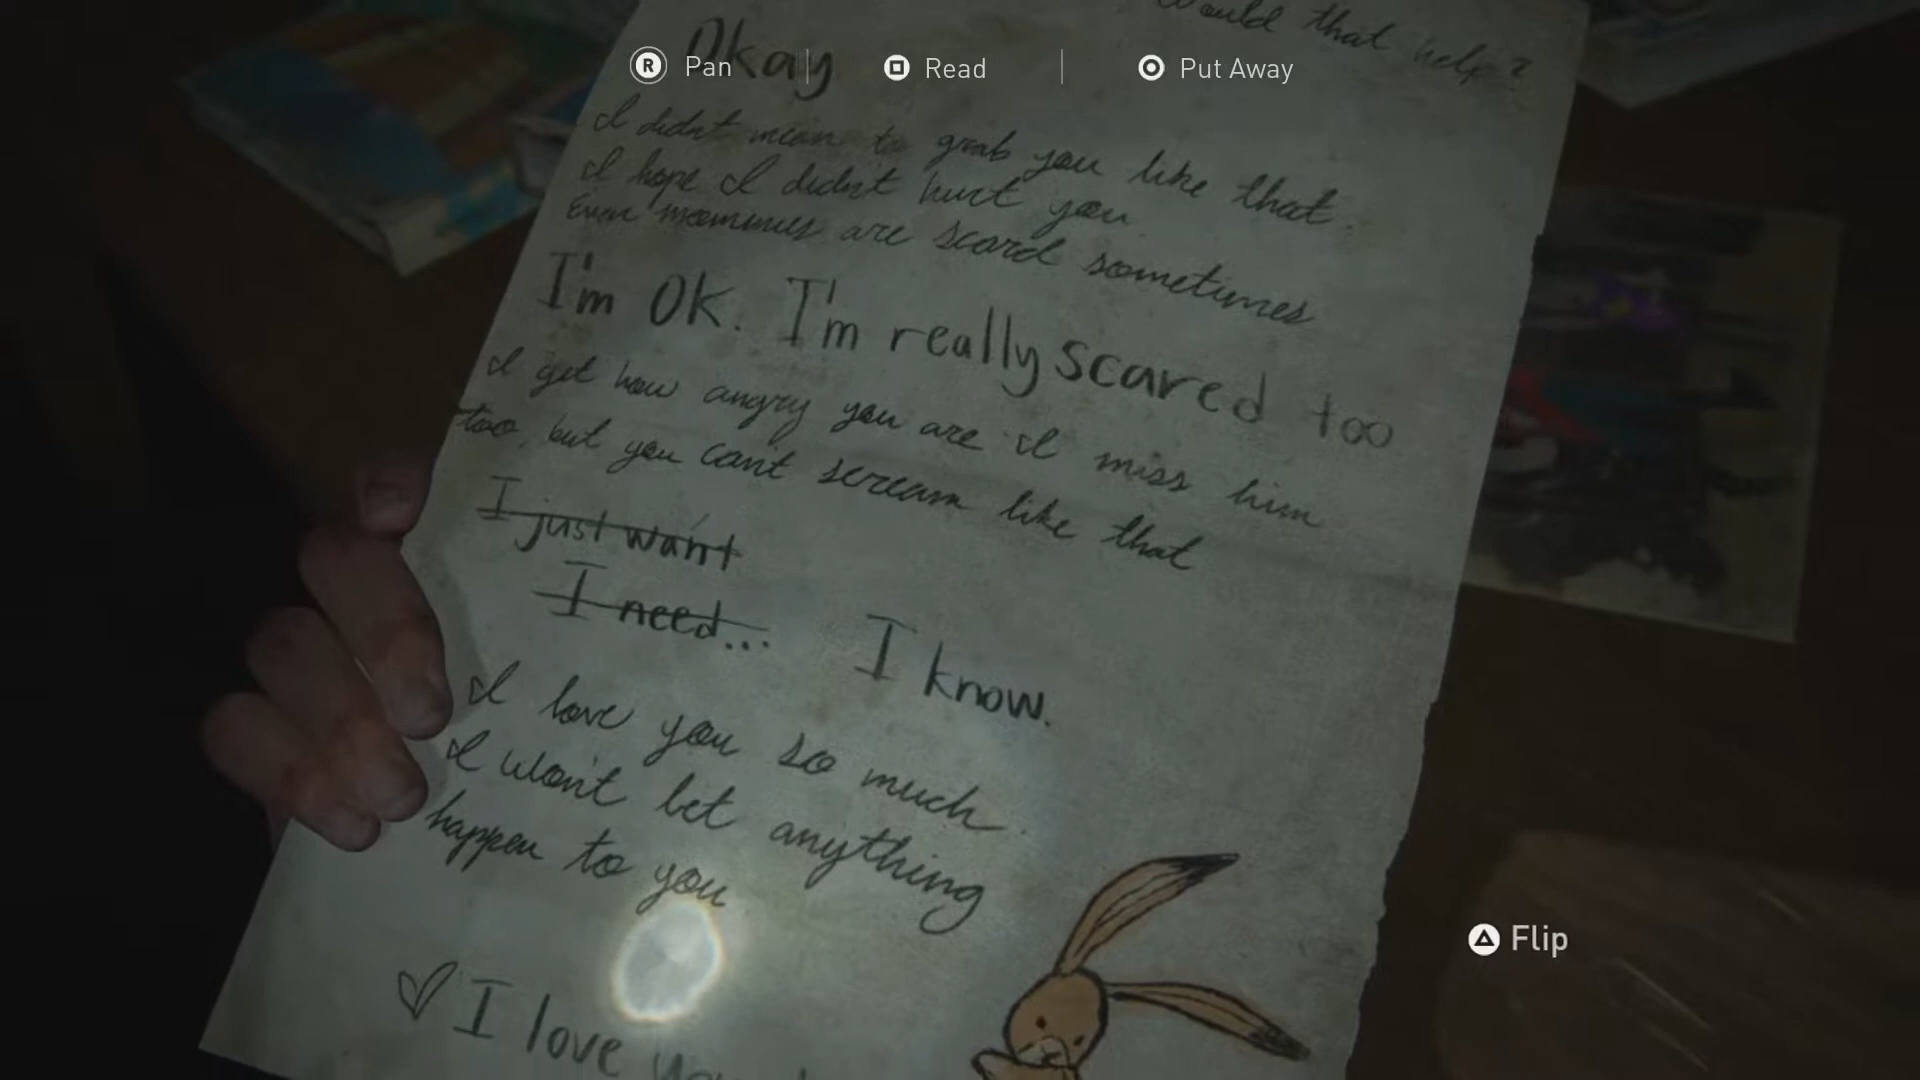 Would that help?
Okay
R Pan | Read | Put Away
I didn't mean to grab you like that.
I hope I didn't hurt you.
Even mommies are scard sometimes
I'm OK. I'm really scared too
I get how angry you are I miss him
too, but you can't scream like that
I just want
I need...
I know.
I love you so much.
I won't let anything
happen to you
I love
Flip